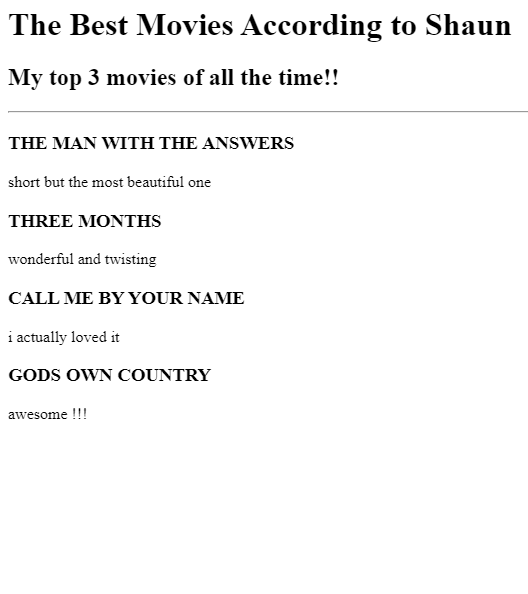 The Best Movies According to Shaun
My top 3 movies of all the time!!
THE MAN WITH THE ANSWERS
short but the most beautiful one
THREE MONTHS
wonderful and twisting
CALL ME BY YOUR NAME
i actually loved it
GODS OWN COUNTRY
awesome !!!